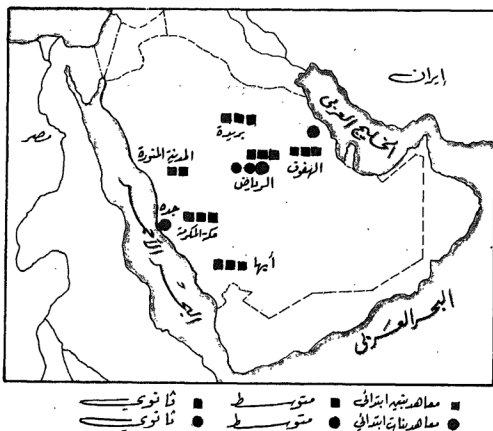 إيران
الخليج العربي
بريدة
مصر
المدينة المنورة
الهفوف
الرياض
جدة
مكة المكرمة
أبها
البحر الأحمر
البحر العربي
معاهد بنين ابتدائي متوسط ثانوي
معاهد بنات ابتدائي متوسط ثانوي